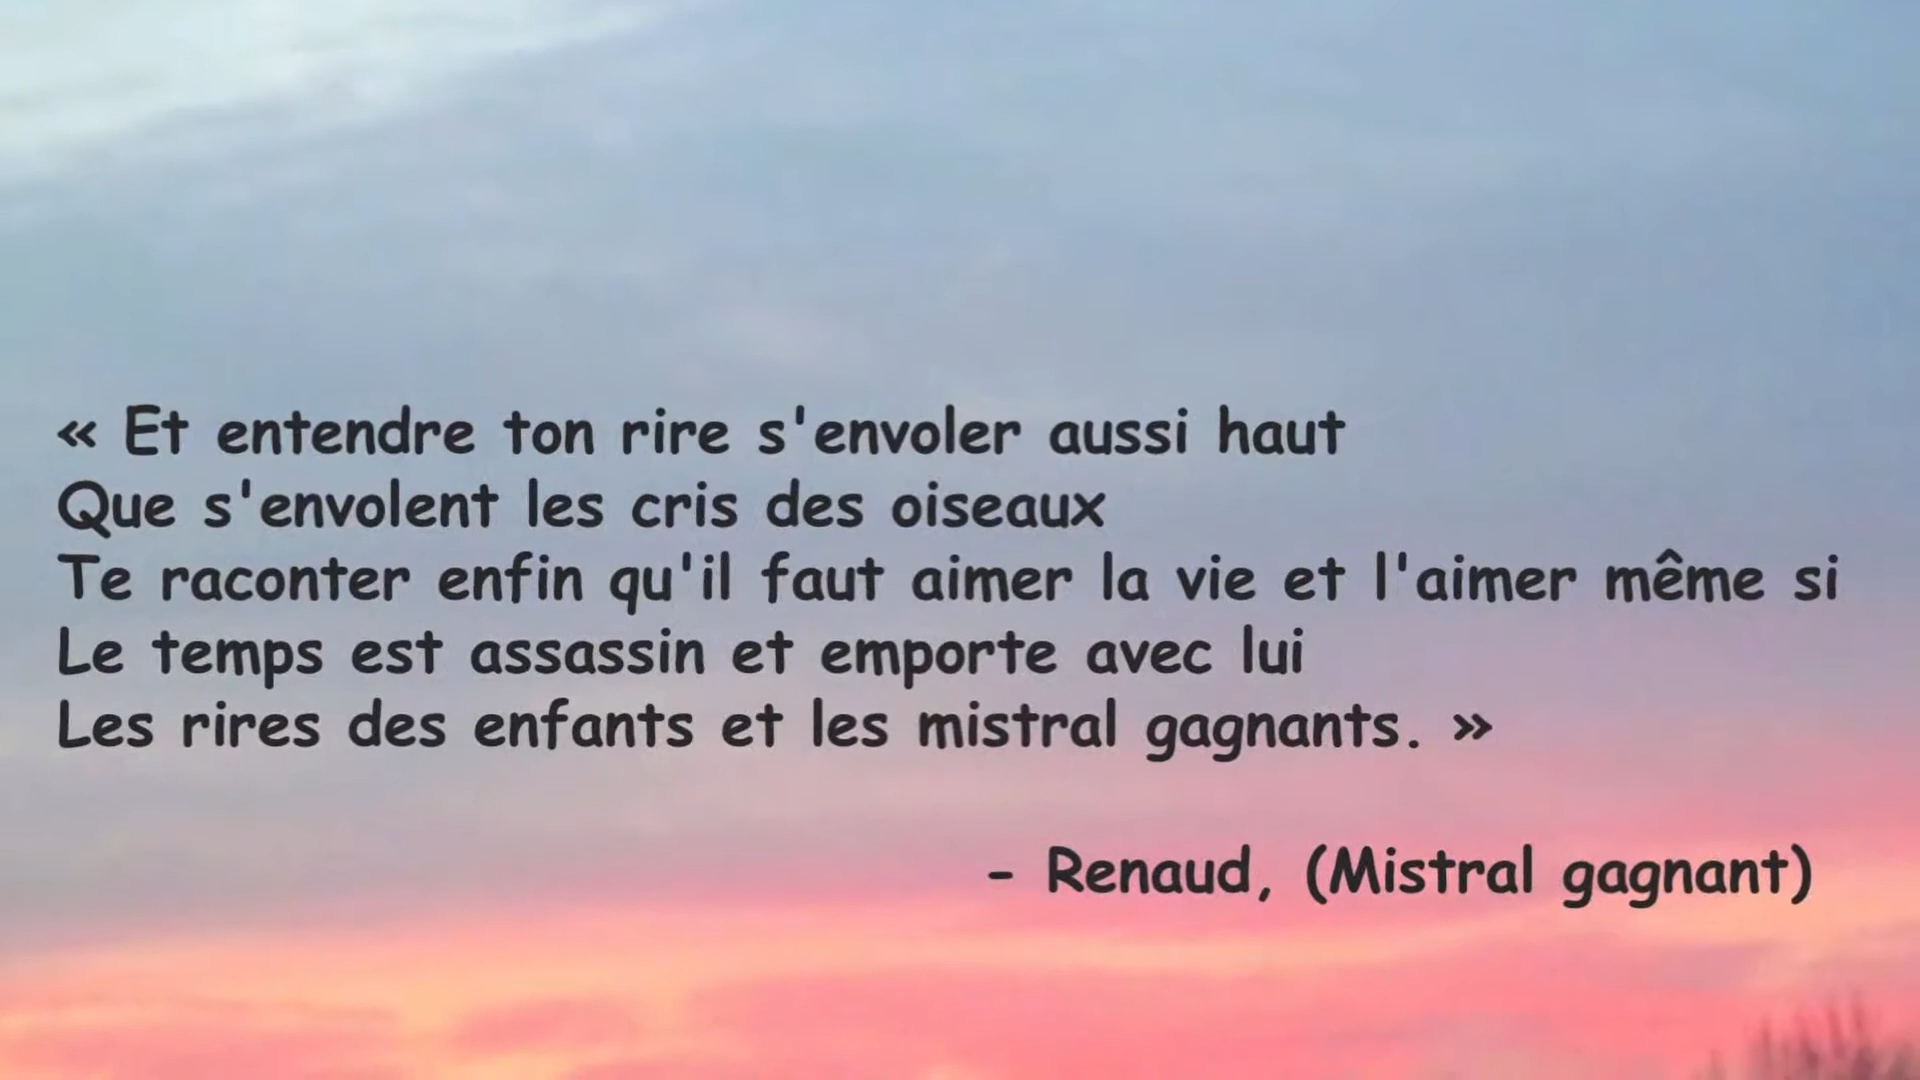 « Et entendre ton rire s'envoler aussi haut
Que s'envolent les cris des oiseaux
Te raconter enfin qu'il faut aimer la vie et l'aimer même si
Le temps est assassin et emporte avec lui
Les rires des enfants et les mistral gagnants. »
- Renaud, (Mistral gagnant)